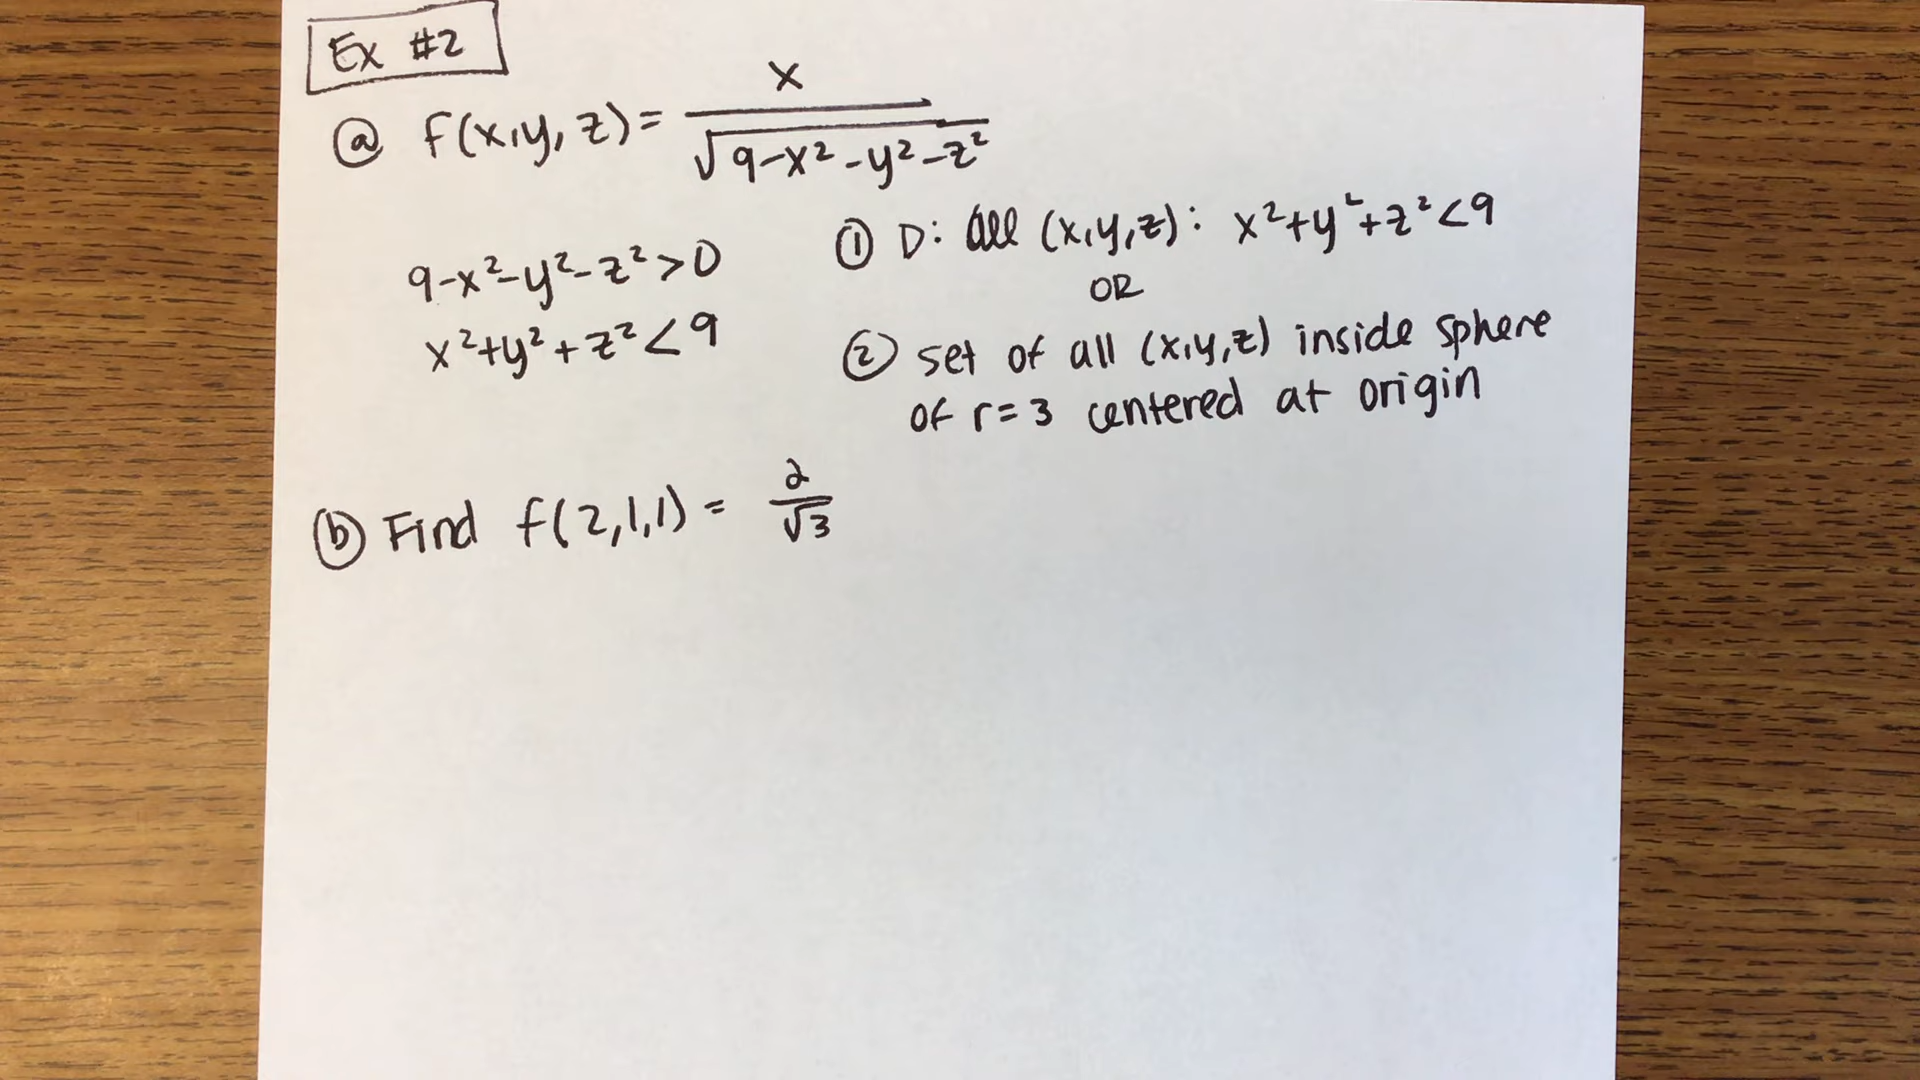 Ex #2
ⓐ f(x,y,z) = x / √(9-x²-y²-z²)
9-x²-y²-z²>0
x²+y²+z²<9
① D: all (x,y,z): x²+y²+z²<9
OR
② set of all (x,y,z) inside sphere
of r=3 centered at origin
ⓑ Find f(2,1,1) = 2/√3